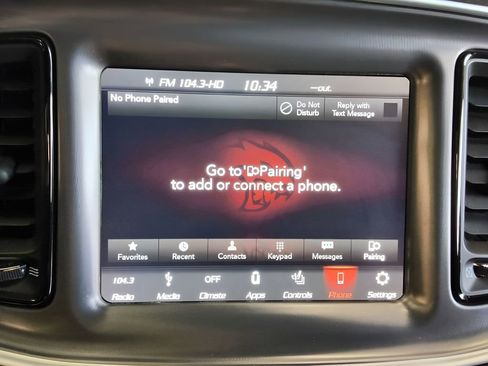 FM 104.3-HD 10:34 --out.
No Phone Paired
Do Not
Disturb
Reply with
Text Message
Go to 'Pairing'
to add or connect a phone.
Favorites Recent Contacts Keypad Messages Pairing
104.3 OFF
Radio Media Climate Apps Controls Phone Settings